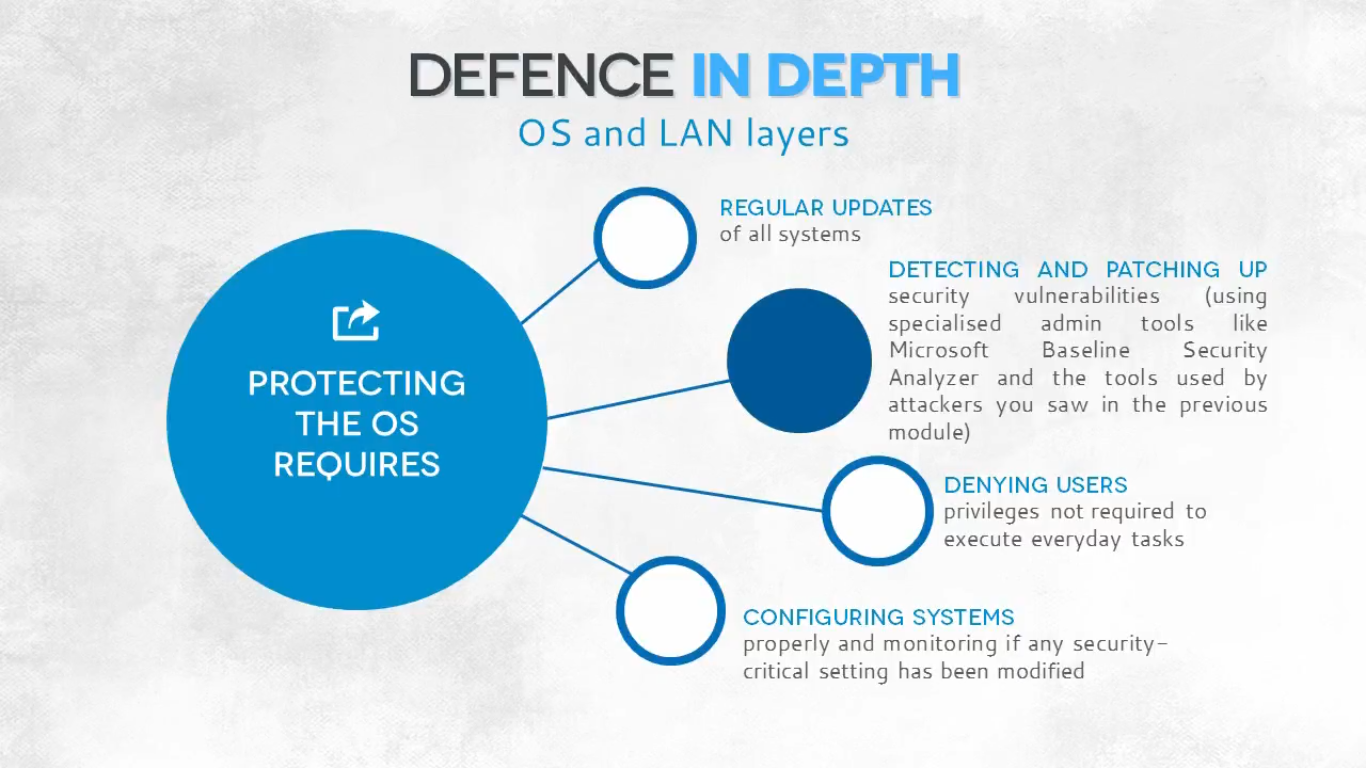 DEFENCE IN DEPTH
OS and LAN layers
PROTECTING
THE OS
REQUIRES
REGULAR UPDATES
of all systems
DETECTING AND PATCHING UP
security vulnerabilities (using
specialised admin tools like
Microsoft Baseline Security
Analyzer and the tools used by
attackers you saw in the previous
module)
DENYING USERS
privileges not required to
execute everyday tasks
CONFIGURING SYSTEMS
properly and monitoring if any security-
critical setting has been modified